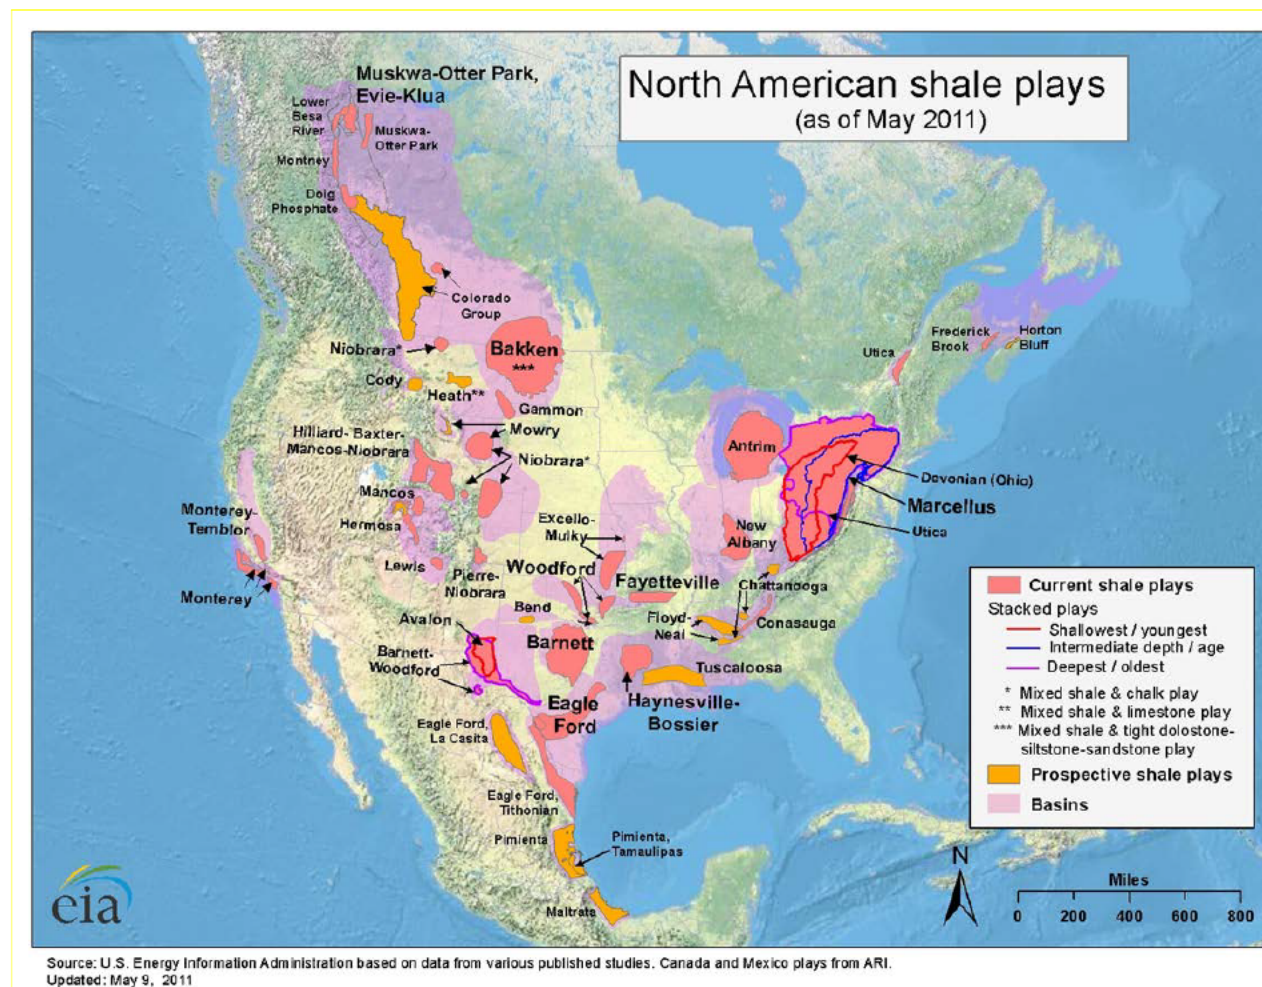 North American shale plays
(as of May 2011)
Muskwa-Otter Park,
Evie-Klua
Lower
Besa
River
Muskwa-
Otter Park
Montney
Doig
Phosphate
Colorado
Group
Niobrara*
Bakken
***
Cody
Heath**
Gammon
Mowry
Hilliard- Baxter-
Mancos-Niobrara
Niobrara*
Mancos
Hermosa
Monterey-
Temblor
Monterey
Lewis
Pierre-
Niobrara
Excello-
Mulky
Woodford
Fayetteville
New
Albany
Antrim
Utica
Frederick
Brook
Horton
Bluff
Devonian (Ohio)
Marcellus
Utica
Chattanooga
Bend
Avalon
Barnett
Barnett-
Woodford
Floyd-
Neal
Conasauga
Tuscaloosa
Haynesville-
Bossier
Eagle
Ford
Eagle Ford,
La Casita
Eagle Ford,
Tithonian
Pimienta
Pimienta,
Tamaulipas
Maltrata
Current shale plays
Stacked plays
Shallowest / youngest
Intermediate depth / age
Deepest / oldest
* Mixed shale & chalk play
** Mixed shale & limestone play
*** Mixed shale & tight dolostone-
siltstone-sandstone play
Prospective shale plays
Basins
N
Miles
0 200 400 600 800
eia
Source: U.S. Energy Information Administration based on data from various published studies. Canada and Mexico plays from ARI.
Updated: May 9, 2011